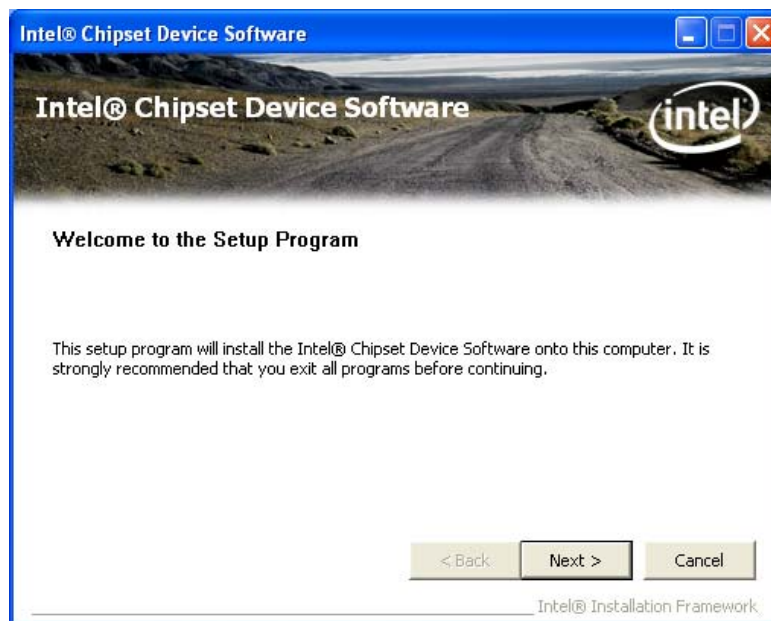 Intel® Chipset Device Software
Intel® Chipset Device Software
intel
Welcome to the Setup Program
This setup program will install the Intel® Chipset Device Software onto this computer. It is
strongly recommended that you exit all programs before continuing.
< Back
Next >
Cancel
Intel® Installation Framework